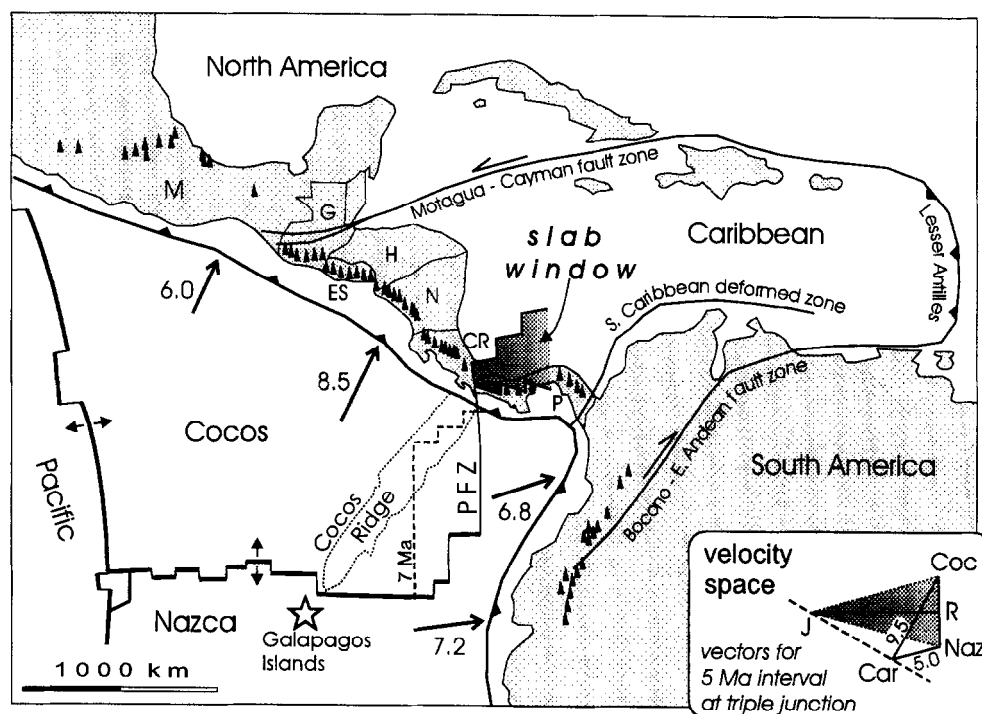 North America
M
G
H
ES
N
CR
P
Motagua - Cayman fault zone
slab
window
Caribbean
Lesser Antilles
S. Caribbean deformed zone
6.0
8.5
6.8
7.2
Cocos
Pacific
Cocos
Ridge
7 Ma
PFZ
Nazca
Galapagos
Islands
1000 km
Bocono - E. Andean fault zone
South America
velocity
space
Coc
R
J
9.5
Naz
5.0
Car
vectors for
5 Ma interval
at triple junction